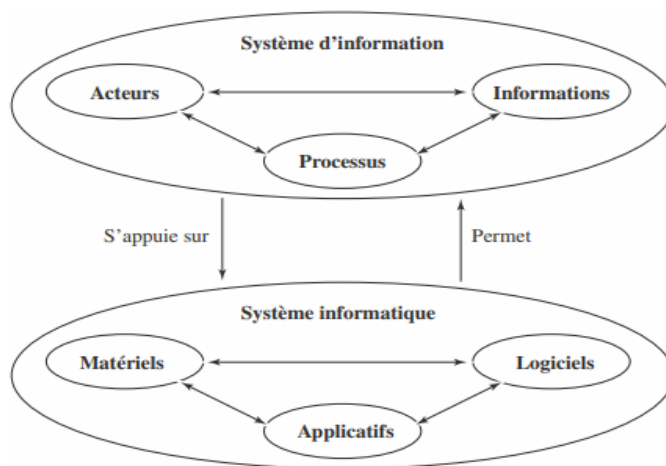 Système d'information
Acteurs
Informations
Processus
S'appuie sur
Permet
Système informatique
Matériels
Logiciels
Applicatifs